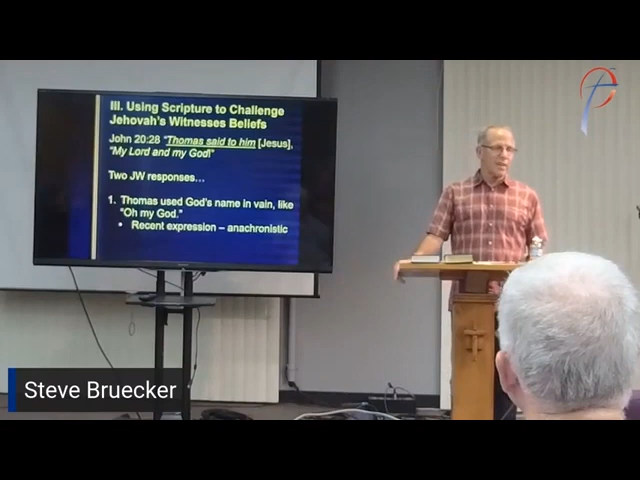 III. Using Scripture to Challenge
Jehovah's Witnesses Beliefs
John 20:28 "Thomas said to him [Jesus],
"My Lord and my God!"
Two JW responses…
1. Thomas used God's name in vain, like
"Oh my God."
• Recent expression – anachronistic
Steve Bruecker